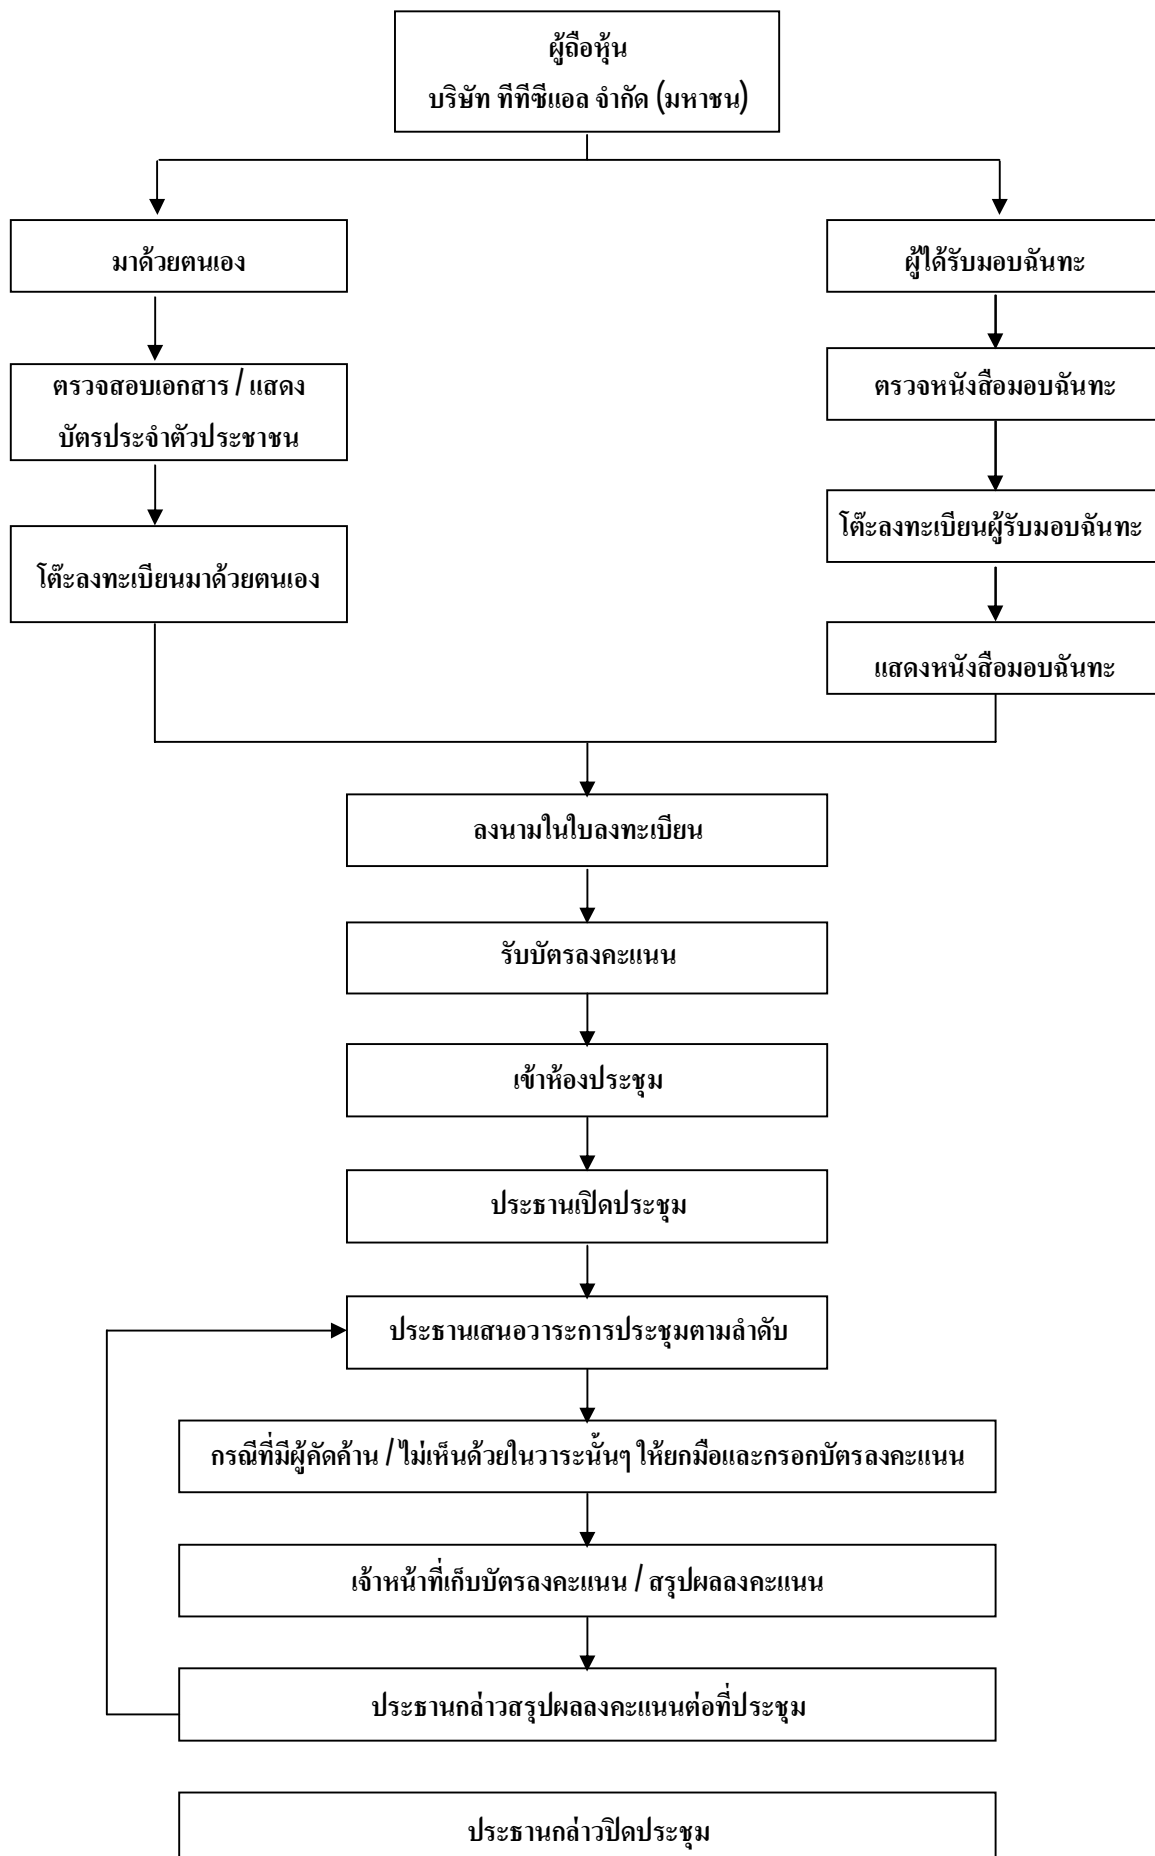 ผู้ถือหุ้น
บริษัท ทีทีซีแอล จำกัด (มหาชน)
มาด้วยตนเอง
ตรวจสอบเอกสาร / แสดง
บัตรประจำตัวประชาชน
โต๊ะลงทะเบียนมาด้วยตนเอง
ผู้ได้รับมอบฉันทะ
ตรวจหนังสือมอบฉันทะ
โต๊ะลงทะเบียนผู้รับมอบฉันทะ
แสดงหนังสือมอบฉันทะ
ลงนามในใบลงทะเบียน
รับบัตรลงคะแนน
เข้าห้องประชุม
ประธานเปิดประชุม
ประธานเสนอวาระการประชุมตามลำดับ
กรณีที่มีผู้คัดค้าน / ไม่เห็นด้วยในวาระนั้นๆ ให้ยกมือและกรอกบัตรลงคะแนน
เจ้าหน้าที่เก็บบัตรลงคะแนน / สรุปผลลงคะแนน
ประธานกล่าวสรุปผลลงคะแนนต่อที่ประชุม
ประธานกล่าวปิดประชุม